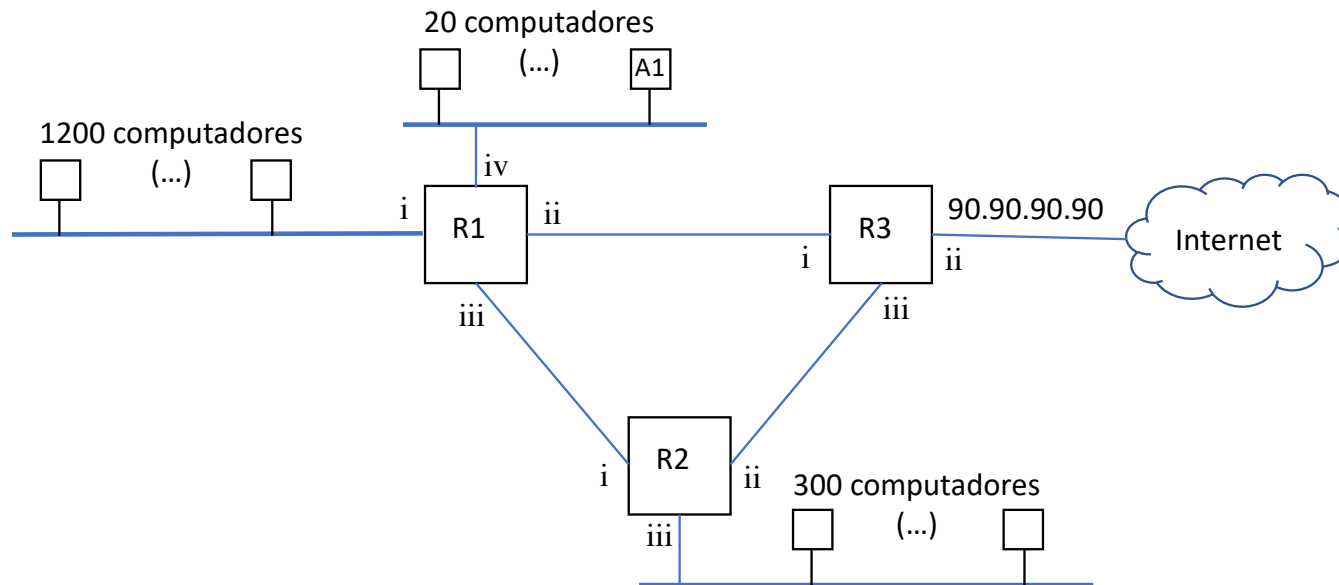 20 computadores
(...)
A1
1200 computadores
(...)
iv
i
R1
ii
R3
i
90.90.90.90
ii
Internet
iii
iii
R2
i
ii
300 computadores
(...)
iii